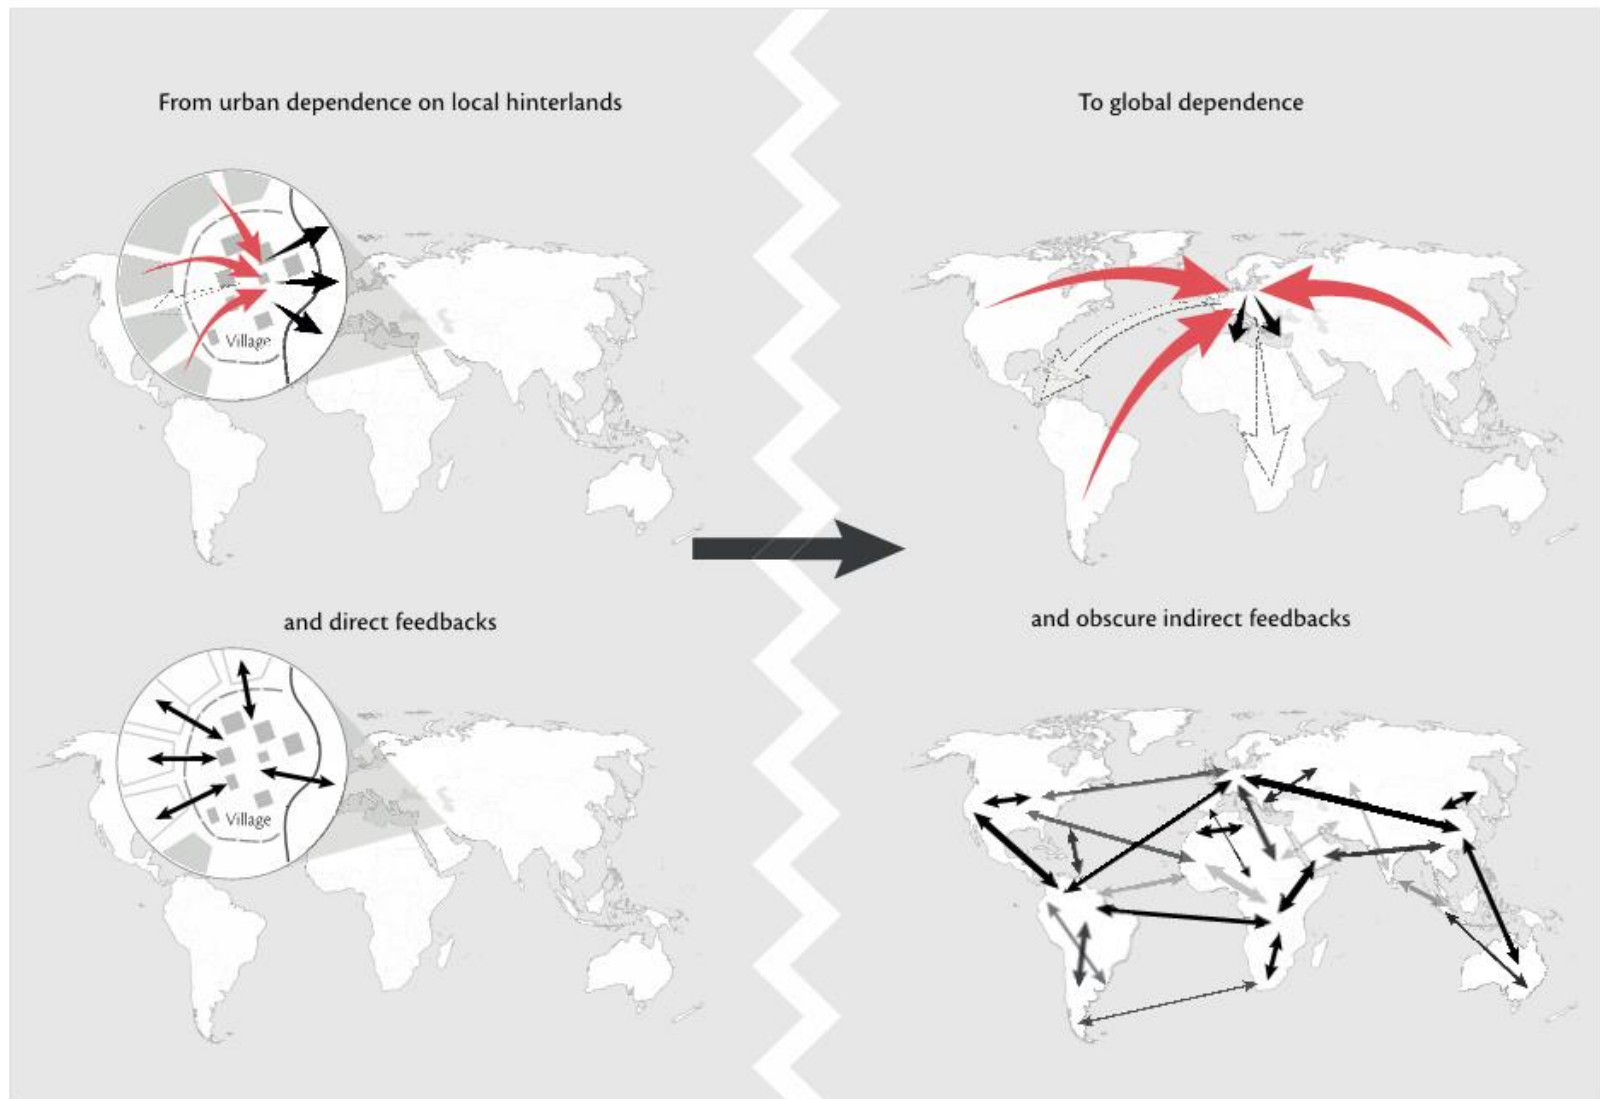 From urban dependence on local hinterlands
To global dependence
Village
and direct feedbacks
and obscure indirect feedbacks
Village